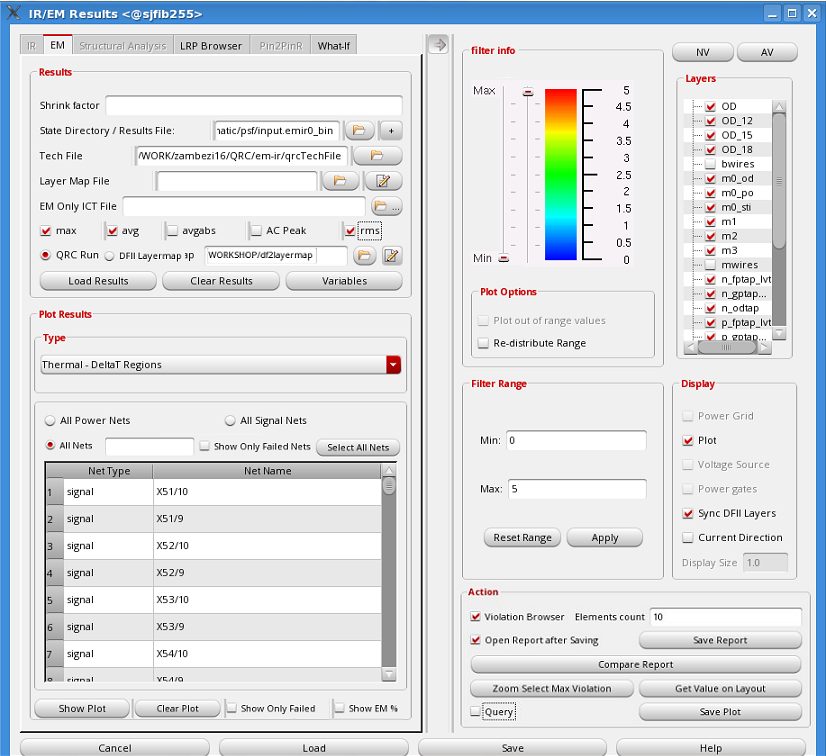 IR/EM Results <@sjfib255>
IR EM Structural Analysis LRP Browser Pin2PinR What-If
Results
Shrink factor
State Directory / Results File: natic/psf/input.emir0_bin +
Tech File /WORK/zambezi16/QRC/em-ir/qrcTechFile
Layer Map File
EM Only ICT File ...
max avg avgabs AC Peak rms
QRC Run DFII Layermap ap WORKSHOP/df2layermap
Load Results Clear Results Variables
Plot Results
Type
Thermal - DeltaT Regions
All Power Nets All Signal Nets
All Nets Show Only Failed Nets Select All Nets
Net Type Net Name
1 signal X51/10
2 signal X51/9
3 signal X52/10
4 signal X52/9
5 signal X53/10
6 signal X53/9
7 signal X54/10
8 signal X54/9
Show Plot Clear Plot Show Only Failed Show EM %
filter info
Max
Min
5
4.5
4
3.5
3
2.5
2
1.5
1
0.5
0
Plot Options
Plot out of range values
Re-distribute Range
NV AV
Layers
OD
OD_12
OD_15
OD_18
bwires
m0_od
m0_po
m0_sti
m1
m2
m3
mwires
n_fptap_lvt
n_gptap...
n_odtap
p_fptap_lvt
p_gptap...
Filter Range
Min: 0
Max: 5
Reset Range Apply
Display
Power Grid
Plot
Voltage Source
Power gates
Sync DFII Layers
Current Direction
Display Size 1.0
Action
Violation Browser Elements count 10
Open Report after Saving Save Report
Compare Report
Zoom Select Max Violation Get Value on Layout
Query Save Plot
Cancel Load Save Help